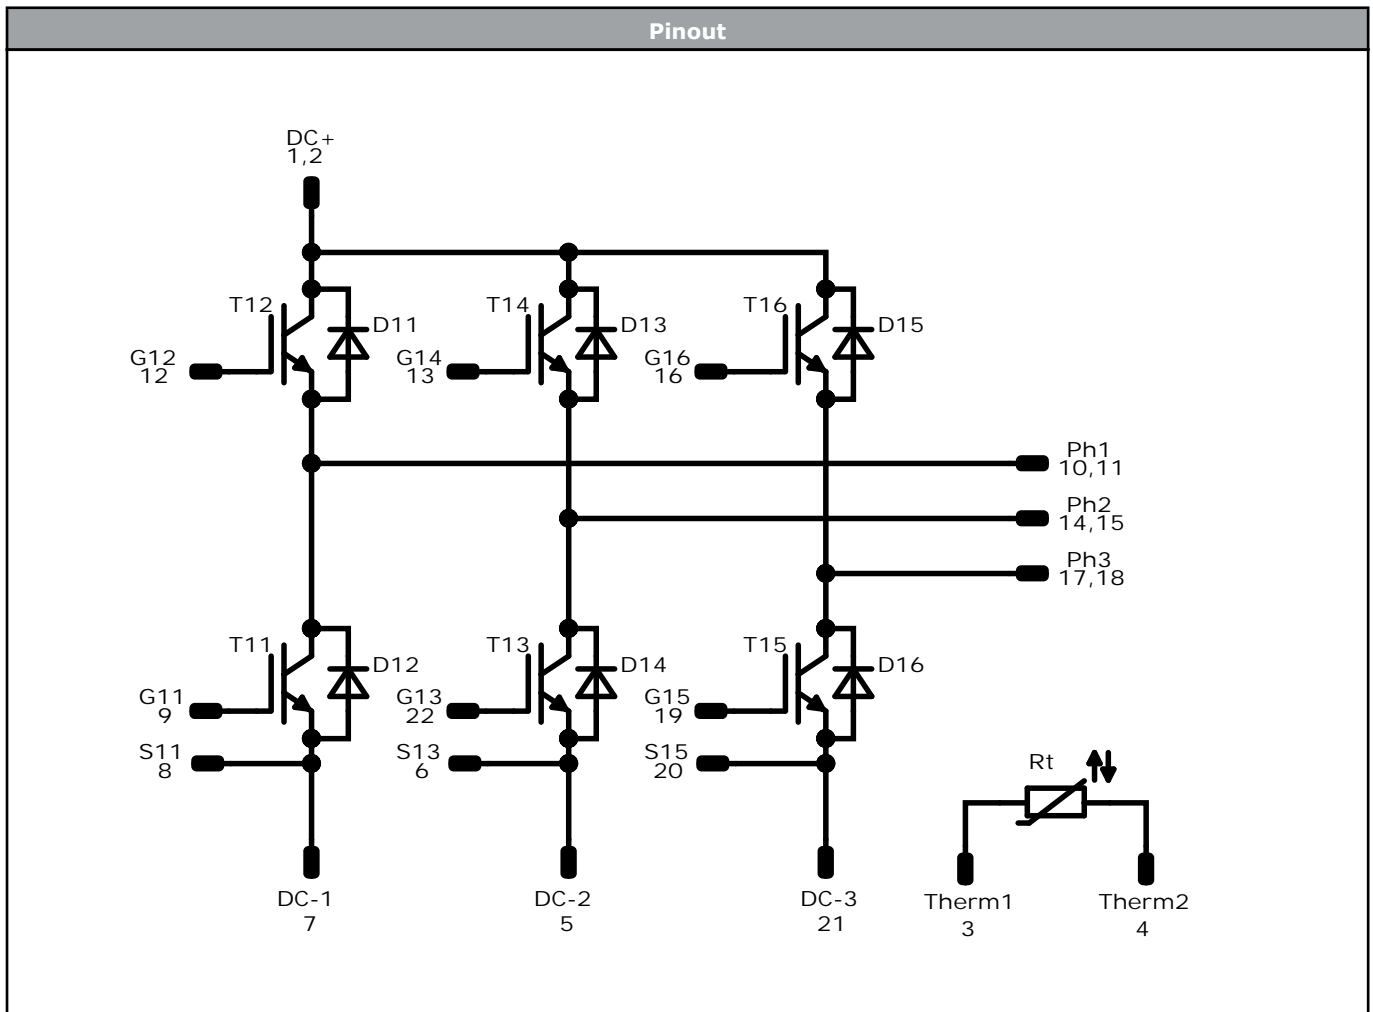 Pinout
DC+
1,2
T12
D11
G12
12
T14
D13
G14
13
T16
D15
G16
16
Ph1
10,11
Ph2
14,15
Ph3
17,18
T11
D12
G11
9
S11
8
T13
D14
G13
22
S13
6
T15
D16
G15
19
S15
20
Rt
DC-1
7
DC-2
5
DC-3
21
Therm1
3
Therm2
4